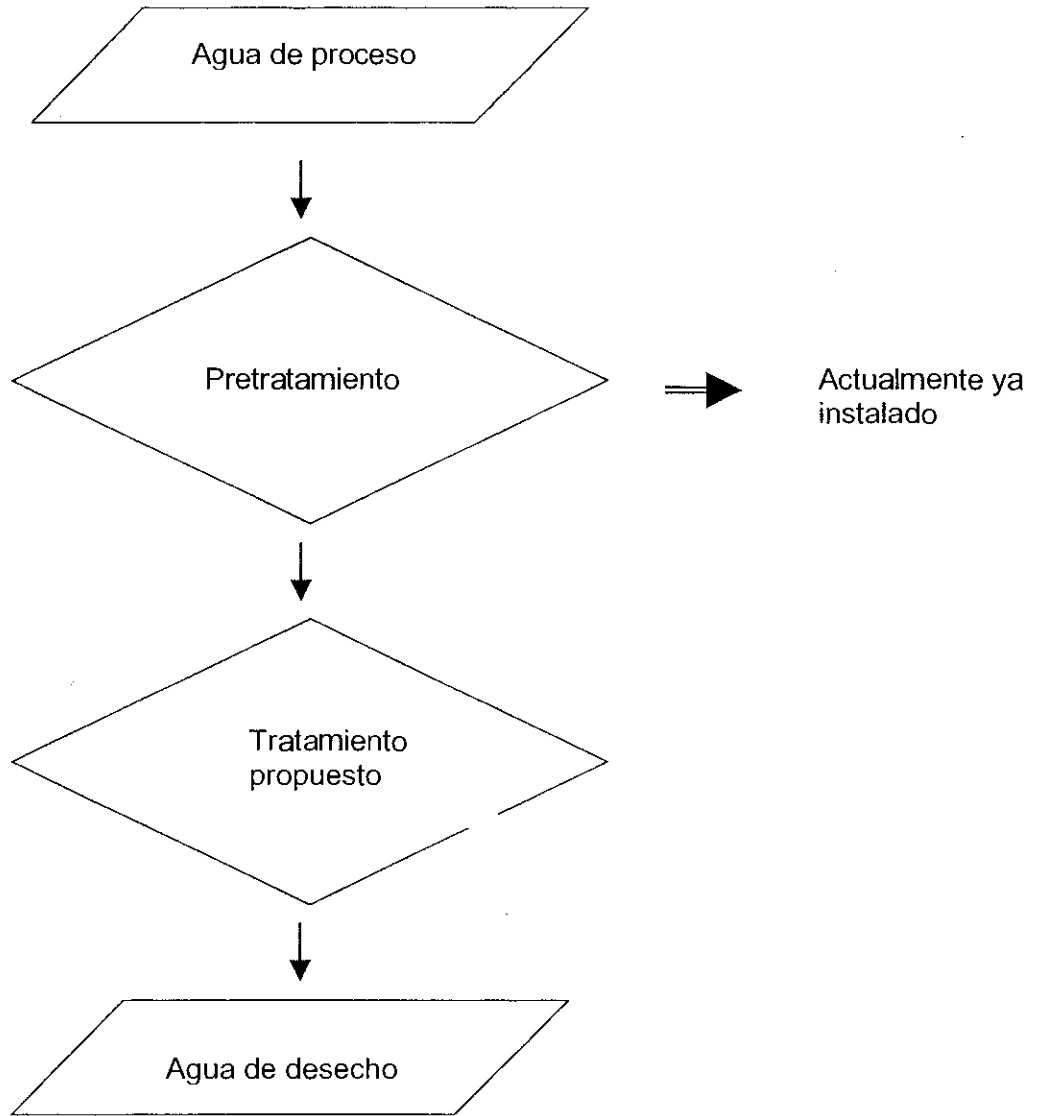 Agua de proceso
Pretratamiento
Actualmente ya
instalado
Tratamiento
propuesto
Agua de desecho